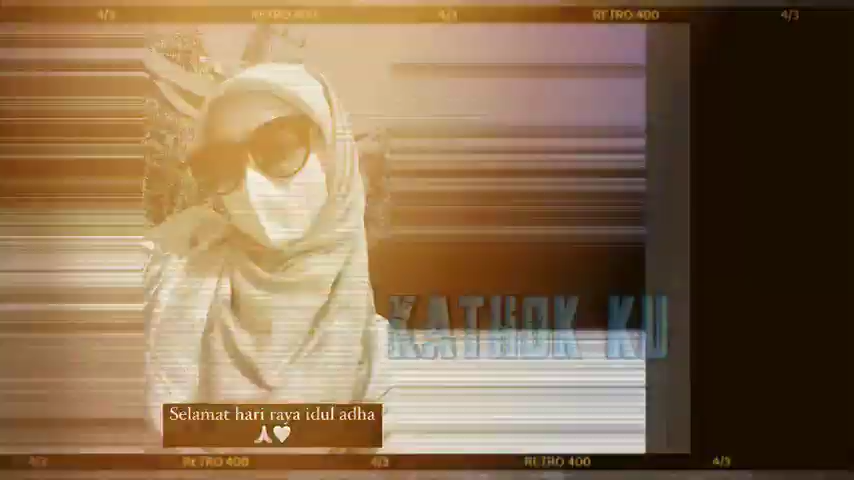 4/3 RETRO 400 4/3 RETRO 400 4/3
KATHOK KU
Selamat hari raya idul adha
🙏🤍
4/3 RETRO 400 4/3 RETRO 400 4/3